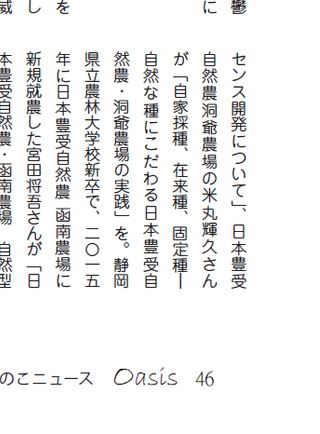 鬱
に
を
し
威
センス開発について」、日本豊受
自然農洞爺農場の米丸輝久さん
が「自家採種、在来種、固定種ー
自然な種にこだわる日本豊受自
然農・洞爺農場の実践」を。静岡
県立農林大学校新卒で、二〇一五
年に日本豊受自然農 函南農場に
新規就農した宮田将吾さんが「日
本豊受自然農・函南農場 自然型
のこニュース Oasis 46